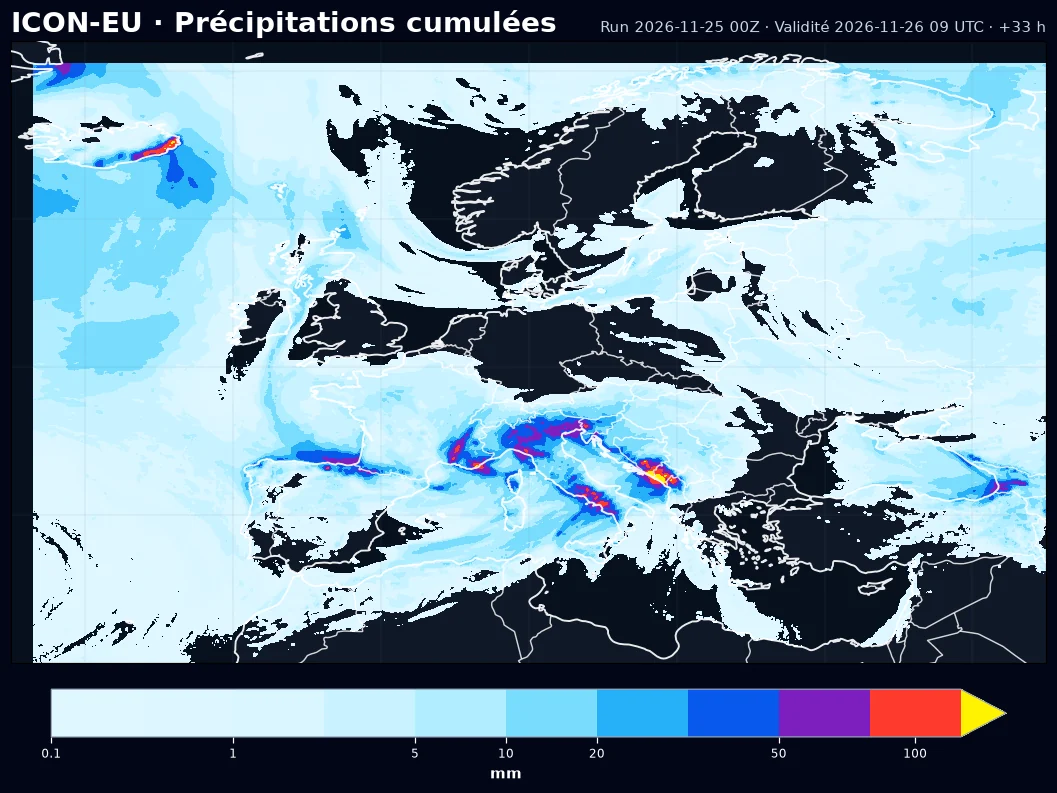 ICON-EU · Précipitations cumulées
Run 2026-11-25 00Z · Validité 2026-11-26 09 UTC · +33 h
0.1 1 5 10 20 50 100
mm